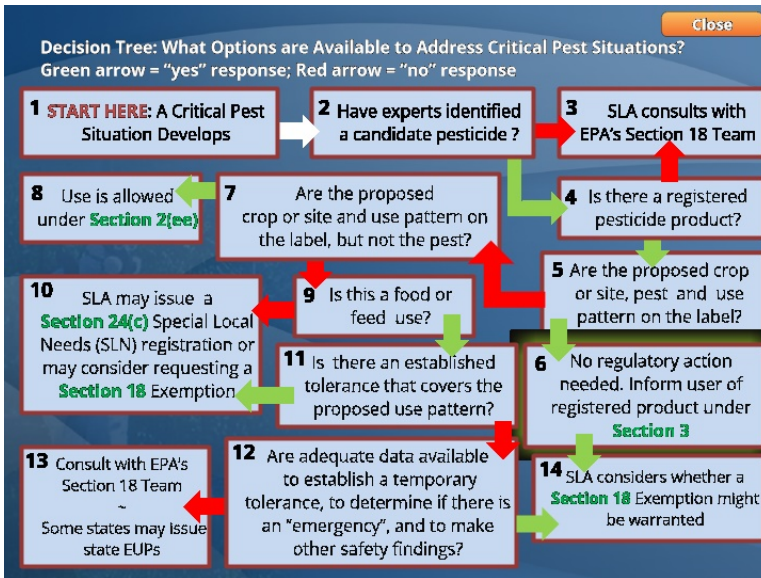 Close
Decision Tree: What Options are Available to Address Critical Pest Situations?
Green arrow = "yes" response; Red arrow = "no" response
1 START HERE: A Critical Pest
Situation Develops
2 Have experts identified
a candidate pesticide ?
3 SLA consults with
EPA's Section 18 Team
8 Use is allowed
under Section 2(ee)
7 Are the proposed
crop or site and use pattern on
the label, but not the pest?
4 Is there a registered
pesticide product?
5 Are the proposed crop
or site, pest and use
pattern on the label?
10 SLA may issue a
Section 24(c) Special Local
Needs (SLN) registration or
may consider requesting a
Section 18 Exemption
9 Is this a food or
feed use?
11 Is there an established
tolerance that covers the
proposed use pattern?
6 No regulatory action
needed. Inform user of
registered product under
Section 3
13 Consult with EPA's
Section 18 Team
~
Some states may issue
state EUPs
12 Are adequate data available
to establish a temporary
tolerance, to determine if there is
an "emergency", and to make
other safety findings?
14 SLA considers whether a
Section 18 Exemption might
be warranted